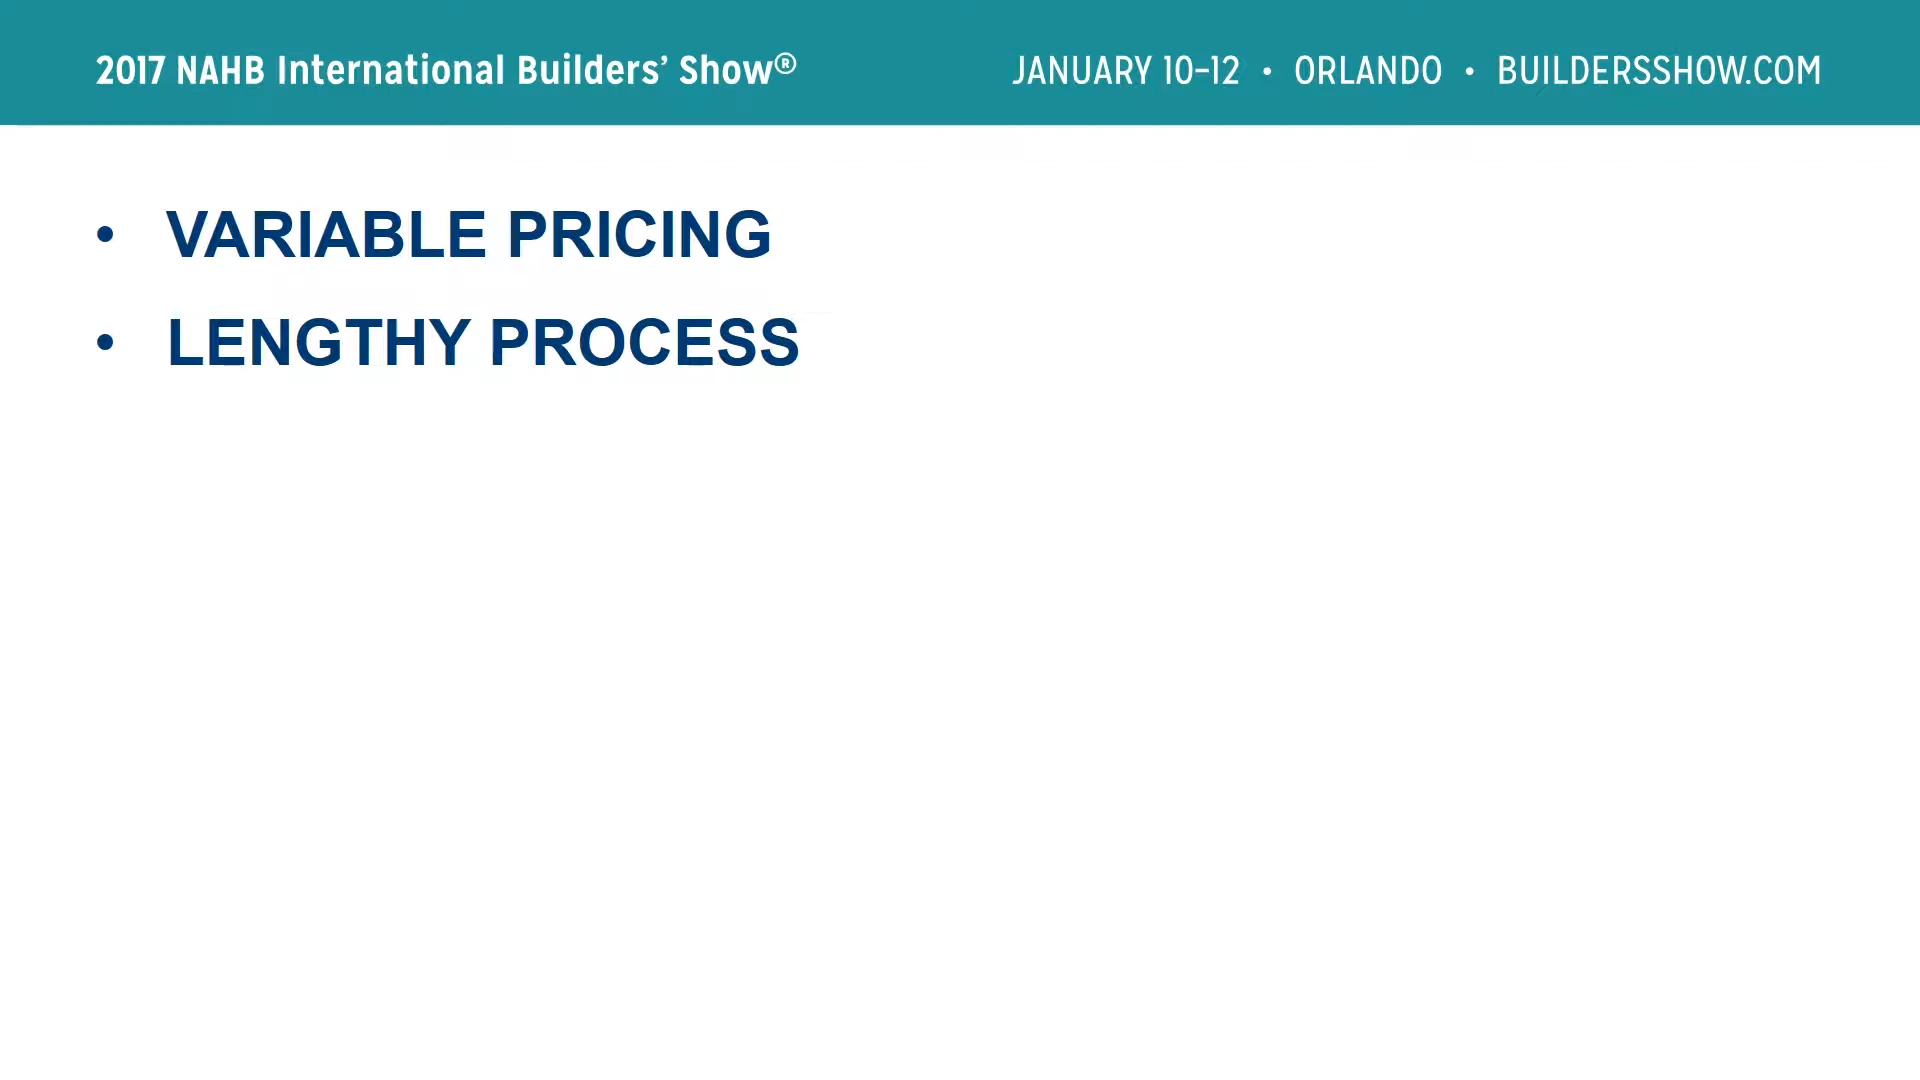 2017 NAHB International Builders’ Show®
JANUARY 10–12 • ORLANDO • BUILDERSSHOW.COM
• VARIABLE PRICING
• LENGTHY PROCESS